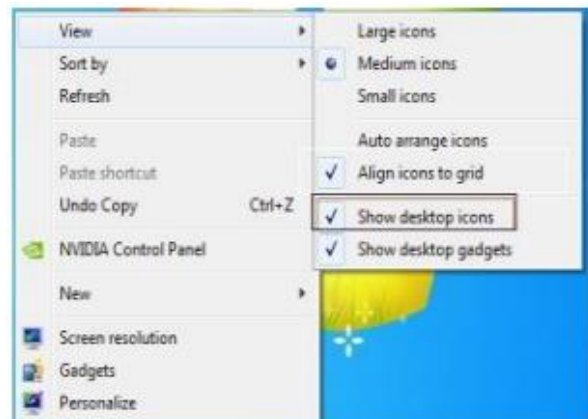 View
Sort by
Refresh
Paste
Paste shortcut
Undo Copy Ctrl+Z
NVIDIA Control Panel
New
Screen resolution
Gadgets
Personalize
Large icons
Medium icons
Small icons
Auto arrange icons
Align icons to grid
Show desktop icons
Show desktop gadgets